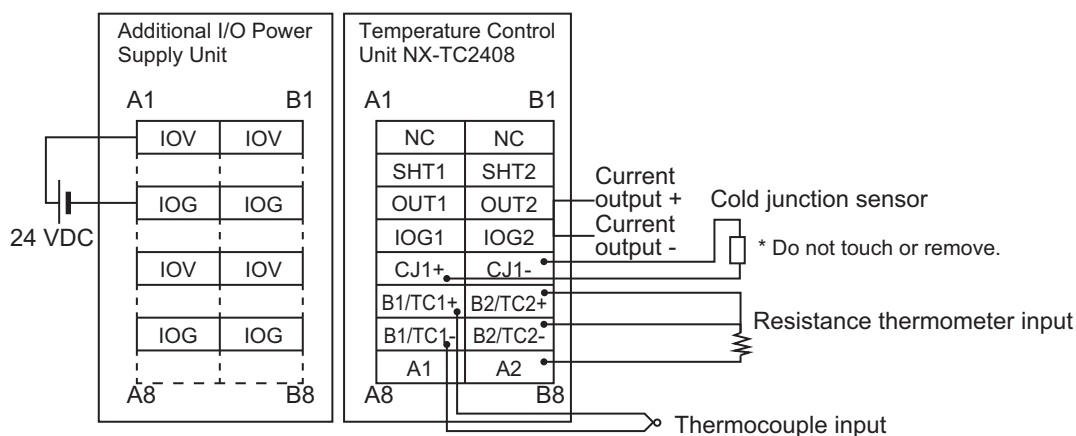 Additional I/O Power
Supply Unit
A1 B1
IOV IOV
IOG IOG
IOV IOV
IOG IOG
A8 B8
24 VDC
Temperature Control
Unit NX-TC2408
A1 B1
NC NC
SHT1 SHT2
OUT1 OUT2
IOG1 IOG2
CJ1+ CJ1-
B1/TC1+ B2/TC2+
B1/TC1- B2/TC2-
A1 A2
A8 B8
Current
output +
Current
output -
Cold junction sensor
* Do not touch or remove.
Resistance thermometer input
Thermocouple input